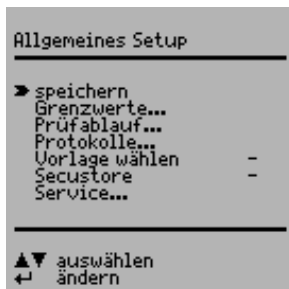 Allgemeines Setup
speichern
Grenzwerte...
Prüfablauf...
Protokolle...
Vorlage wählen -
Secustore -
Service...
auswählen
ändern